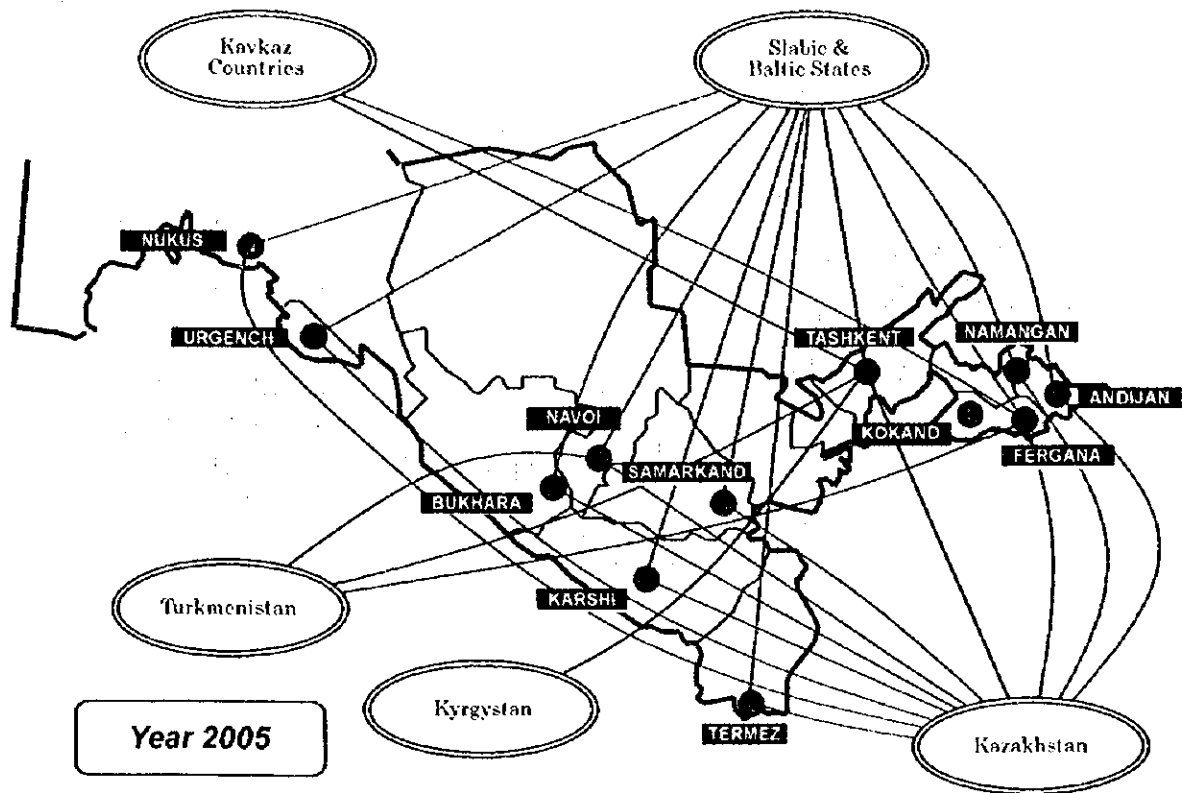 Kavkaz
Countries
Slabic &
Baltic States
NUKUS
URGENCH
TASHKENT
NAMANGAN
ANDIJAN
NAVOI
KOKAND
FERGANA
SAMARKAND
BUKHARA
KARSHI
Turkmenistan
Kyrgystan
TERMEZ
Kazakhstan
Year 2005